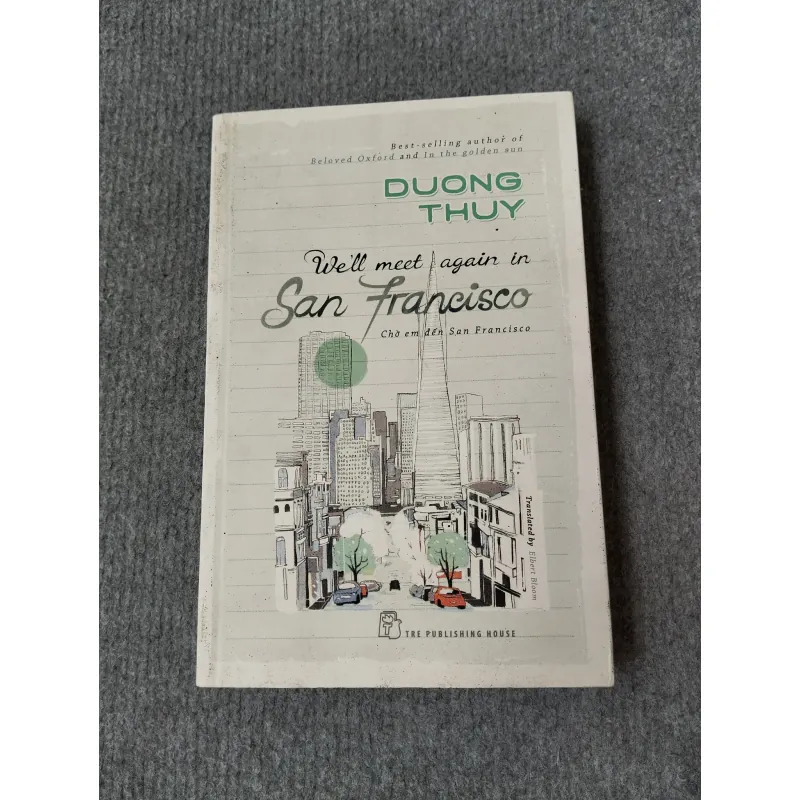 Best-selling author of
Beloved Oxford and In the golden sun
DUONG
THUY
We'll meet again in
San Francisco
Chờ em đến San Francisco
Translated by Elbert Bloom
TRE PUBLISHING HOUSE